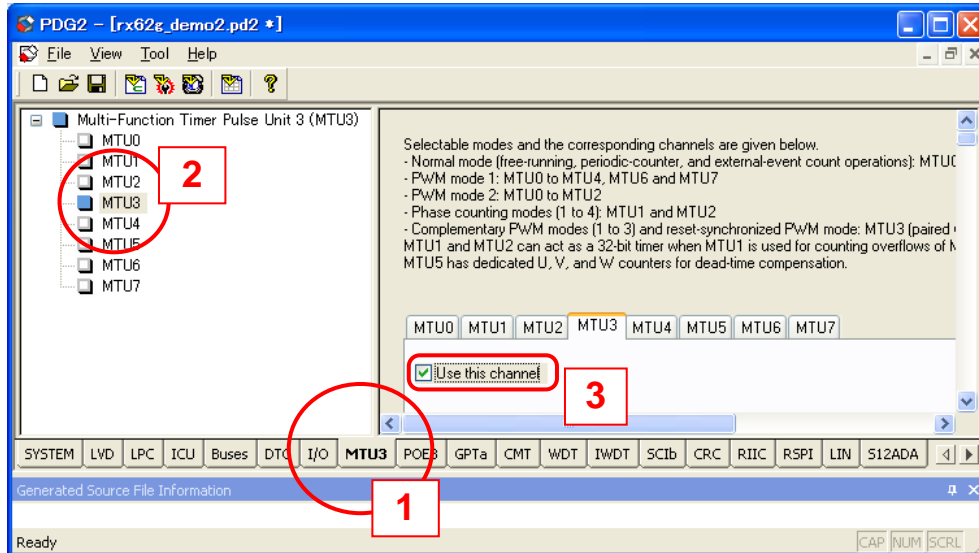 PDG2 – [rx62g_demo2.pd2 *]
File View Tool Help
Multi-Function Timer Pulse Unit 3 (MTU3)
MTU0
MTU1
MTU2
MTU3
MTU4
MTU5
MTU6
MTU7
2
Selectable modes and the corresponding channels are given below.
- Normal mode (free-running, periodic-counter, and external-event count operations): MTU0
- PWM mode 1: MTU0 to MTU4, MTU6 and MTU7
- PWM mode 2: MTU0 to MTU2
- Phase counting modes (1 to 4): MTU1 and MTU2
- Complementary PWM modes (1 to 3) and reset-synchronized PWM mode: MTU3 (paired
MTU1 and MTU2 can act as a 32-bit timer when MTU1 is used for counting overflows of
MTU5 has dedicated U, V, and W counters for dead-time compensation.
MTU0 MTU1 MTU2 MTU3 MTU4 MTU5 MTU6 MTU7
Use this channel
3
SYSTEM LVD LPC ICU Buses DTC I/O MTU3 POE3 GPTa CMT WDT IWDT SCIb CRC RIIC RSPI LIN S12ADA
Generated Source File Information
1
Ready CAP NUM SCRL